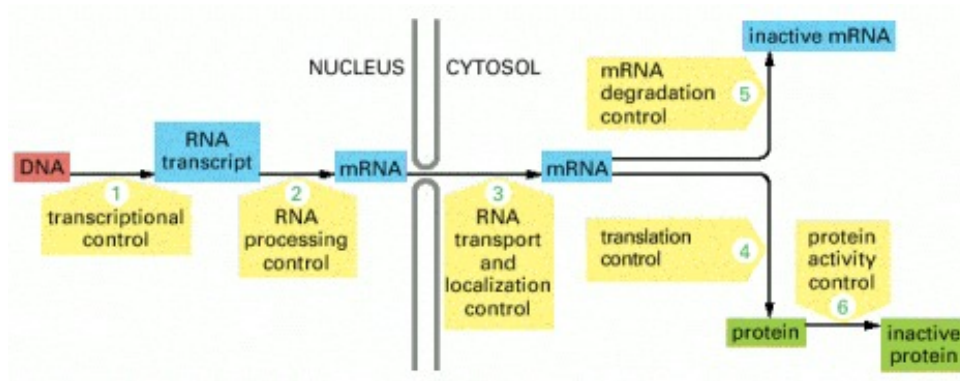 NUCLEUS
CYTOSOL
DNA
RNA
transcript
mRNA
mRNA
inactive mRNA
1
transcriptional
control
2
RNA
processing
control
3
RNA
transport
and
localization
control
mRNA
degradation
control
5
translation
control
4
protein
activity
control
6
protein
inactive
protein